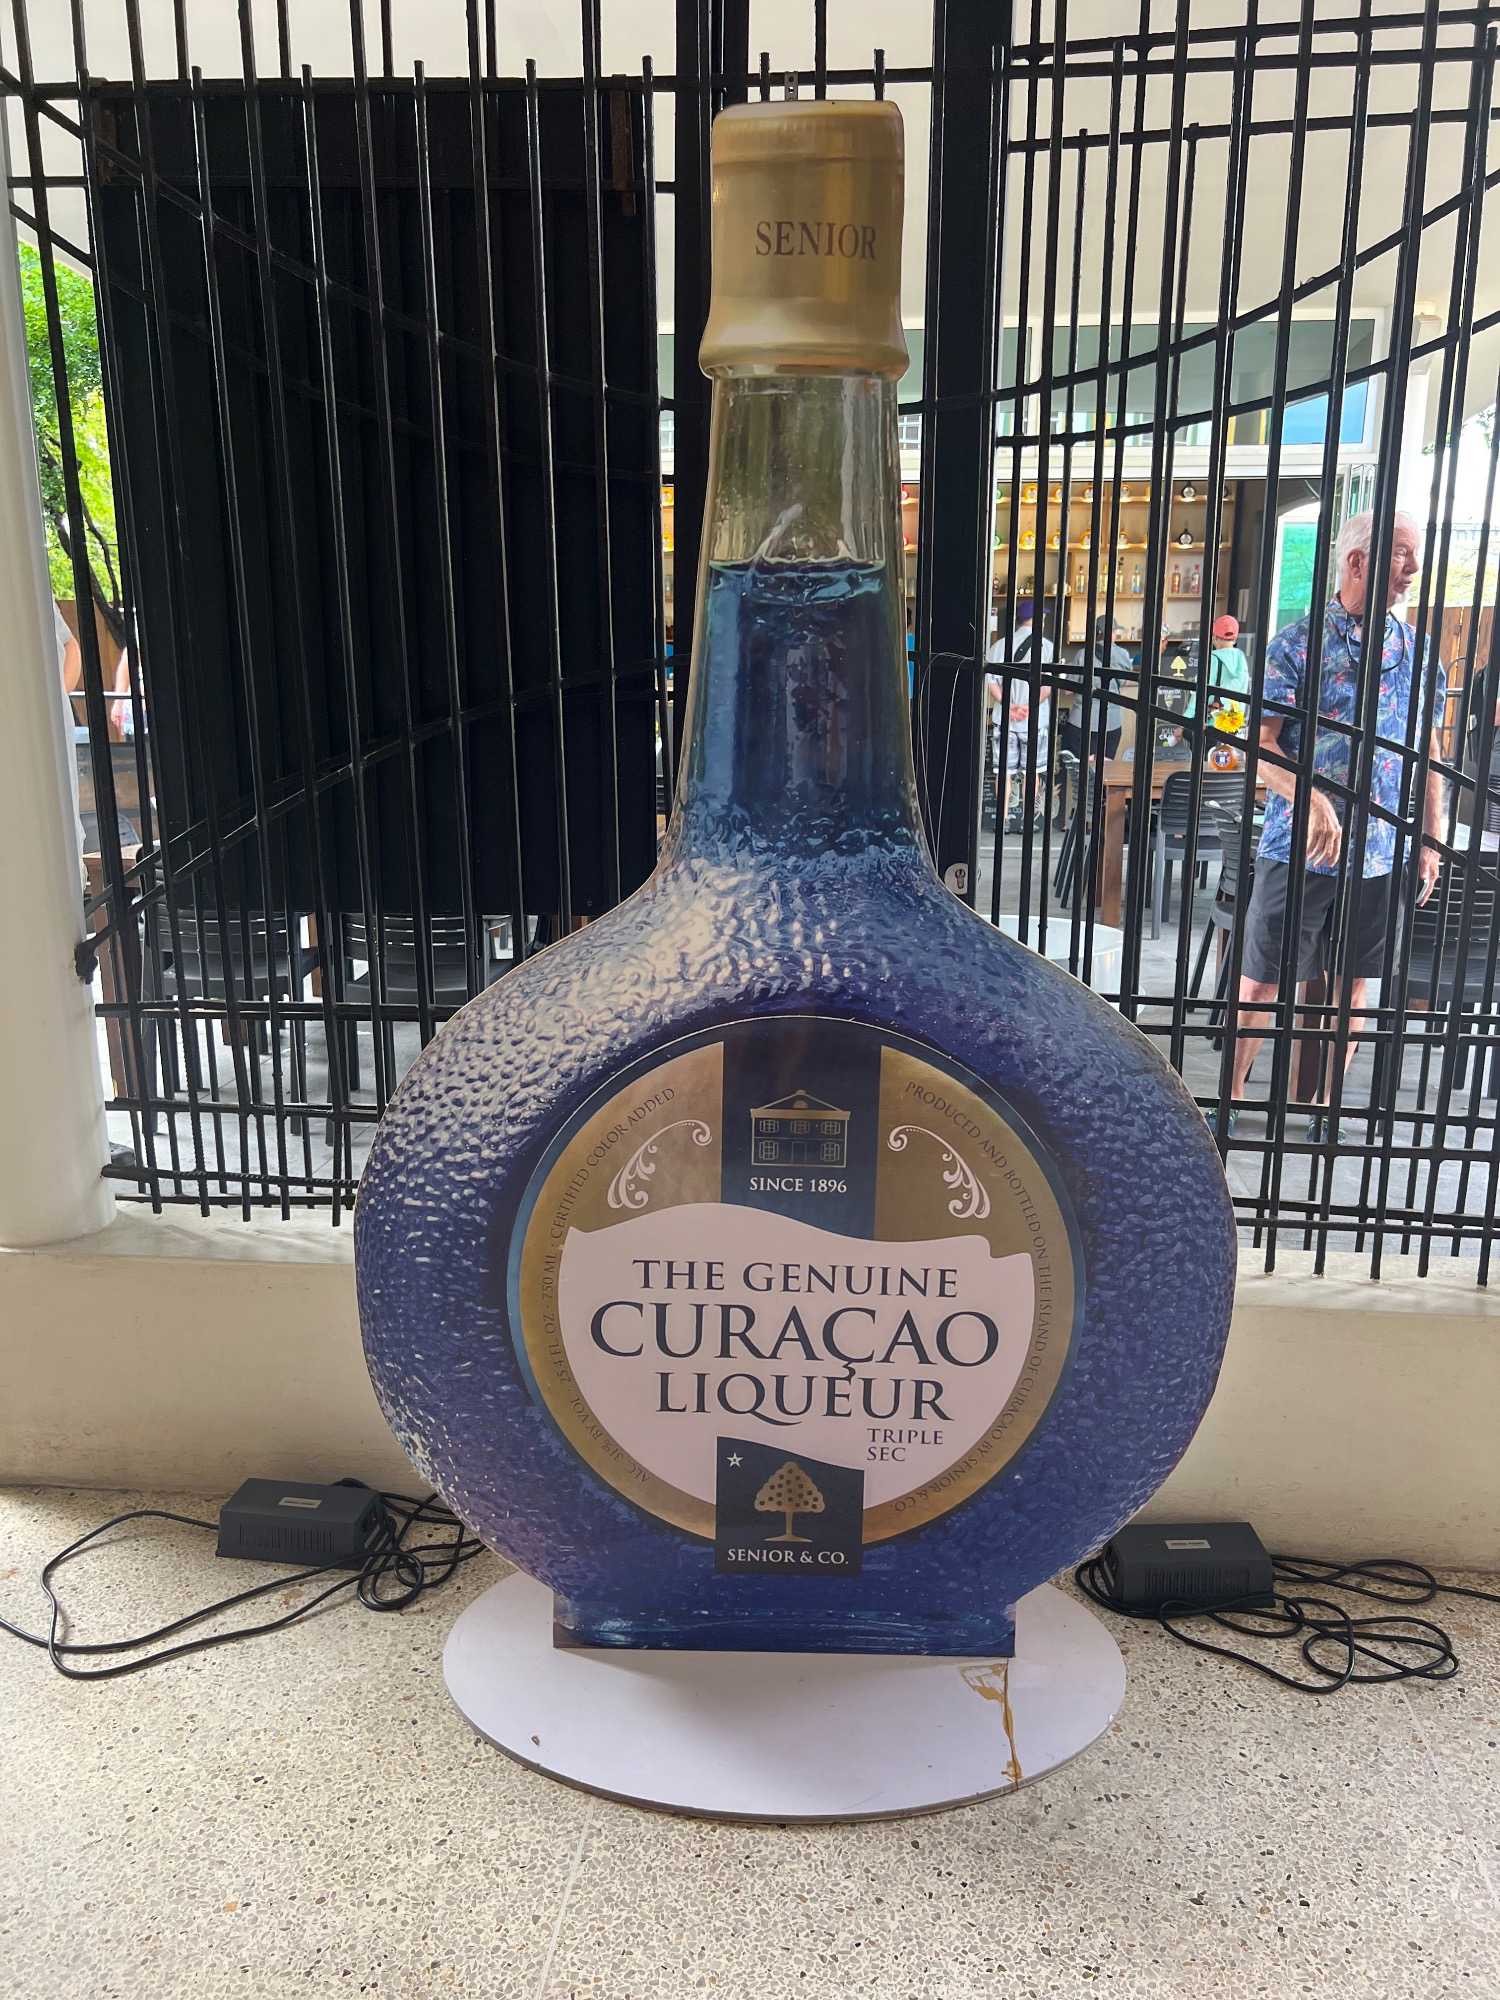 SENIOR
SINCE 1896
CERTIFIED COLOR ADDED
PRODUCED AND BOTTLED ON THE ISLAND OF CURACAO BY SENIOR & CO.
ALC. 31% BY VOL · 25.4 FL OZ · 750 ML ·
THE GENUINE
CURAÇAO
LIQUEUR
TRIPLE
SEC
SENIOR & CO.